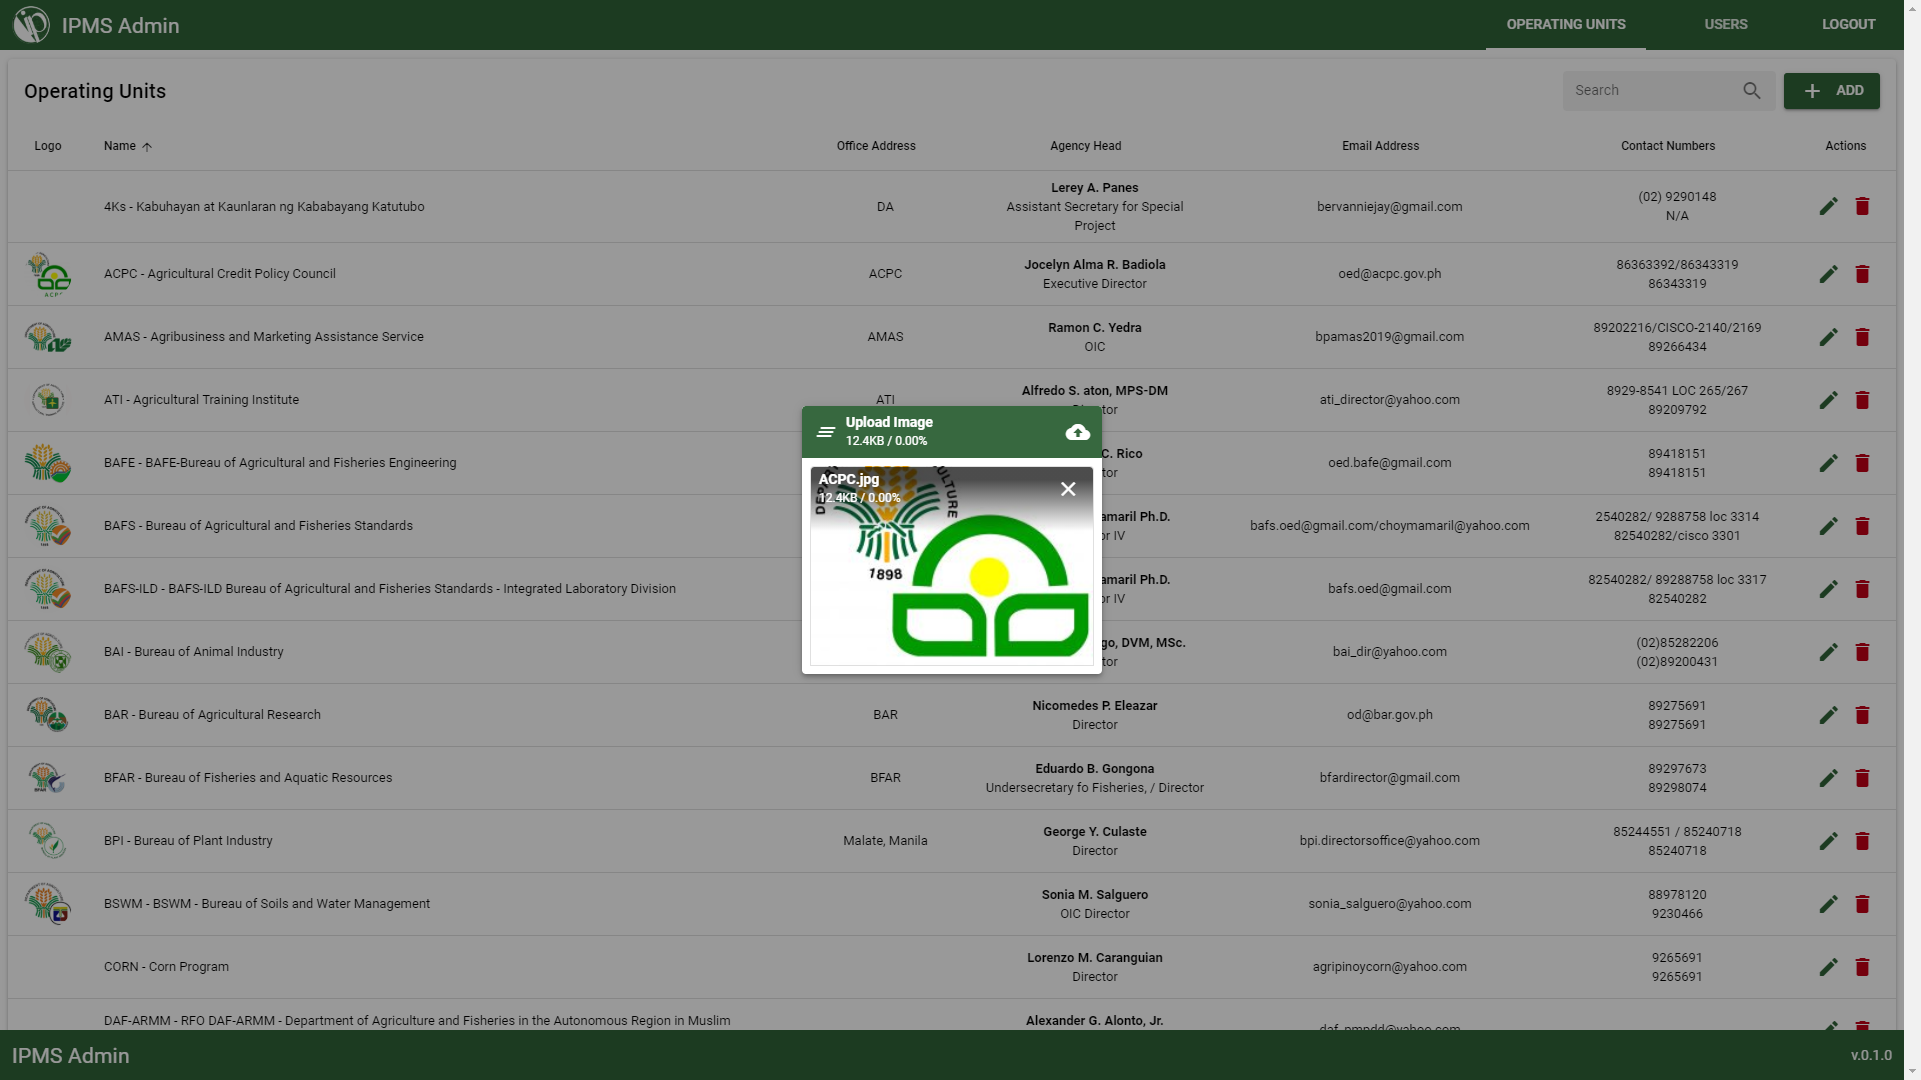 IPMS Admin
OPERATING UNITS
USERS
LOGOUT
Operating Units
Search
ADD
Logo
Name
Office Address
Agency Head
Email Address
Contact Numbers
Actions
4Ks - Kabuhayan at Kaunlaran ng Kababayang Katutubo
DA
Lerey A. Panes
Assistant Secretary for Special
Project
bervanniejay@gmail.com
(02) 9290148
N/A
ACPC
ACPC - Agricultural Credit Policy Council
ACPC
Jocelyn Alma R. Badiola
Executive Director
oed@acpc.gov.ph
86363392/86343319
86343319
AMAS - Agribusiness and Marketing Assistance Service
AMAS
Ramon C. Yedra
OIC
bpamas2019@gmail.com
89202216/CISCO-2140/2169
89266434
ATI - Agricultural Training Institute
ATI
Alfredo S. aton, MPS-DM
tor
ati_director@yahoo.com
8929-8541 LOC 265/267
89209792
Upload Image
12.4KB / 0.00%
ACPC.jpg
12.4KB / 0.00%
1898
BAFE - BAFE-Bureau of Agricultural and Fisheries Engineering
C. Rico
tor
oed.bafe@gmail.com
89418151
89418151
BAFS - Bureau of Agricultural and Fisheries Standards
amaril Ph.D.
or IV
bafs.oed@gmail.com/choymamaril@yahoo.com
2540282/ 9288758 loc 3314
82540282/cisco 3301
BAFS-ILD - BAFS-ILD Bureau of Agricultural and Fisheries Standards - Integrated Laboratory Division
amaril Ph.D.
or IV
bafs.oed@gmail.com
82540282/ 89288758 loc 3317
82540282
BAI - Bureau of Animal Industry
go, DVM, MSc.
tor
bai_dir@yahoo.com
(02)85282206
(02)89200431
BAR - Bureau of Agricultural Research
BAR
Nicomedes P. Eleazar
Director
od@bar.gov.ph
89275691
89275691
BFAR - Bureau of Fisheries and Aquatic Resources
BFAR
Eduardo B. Gongona
Undersecretary fo Fisheries, / Director
bfardirector@gmail.com
89297673
89298074
BPI - Bureau of Plant Industry
Malate, Manila
George Y. Culaste
Director
bpi.directorsoffice@yahoo.com
85244551 / 85240718
85240718
BSWM - BSWM - Bureau of Soils and Water Management
Sonia M. Salguero
OIC Director
sonia_salguero@yahoo.com
88978120
9230466
CORN - Corn Program
Lorenzo M. Caranguian
Director
agripinoycorn@yahoo.com
9265691
9265691
DAF-ARMM - RFO DAF-ARMM - Department of Agriculture and Fisheries in the Autonomous Region in Muslim
Alexander G. Alonto, Jr.
IPMS Admin
v.0.1.0